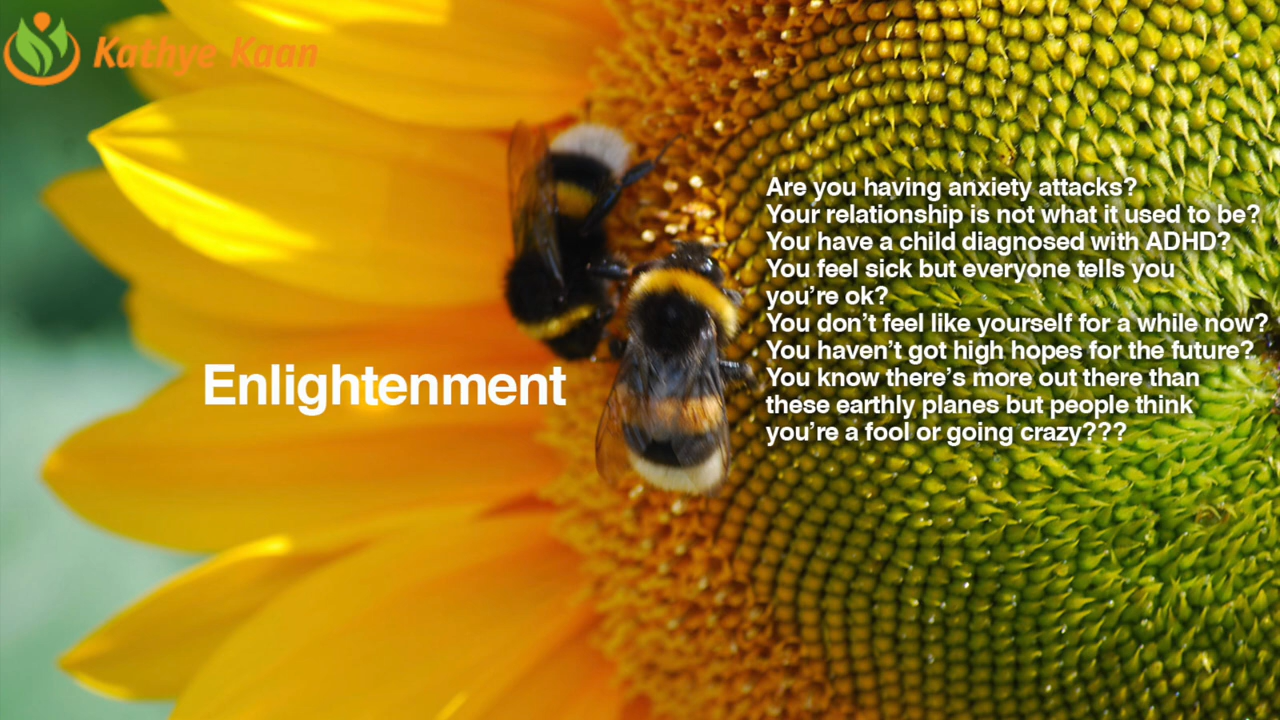 Kathye Kaan
Enlightenment
Are you having anxiety attacks?
Your relationship is not what it used to be?
You have a child diagnosed with ADHD?
You feel sick but everyone tells you
you’re ok?
You don’t feel like yourself for a while now?
You haven’t got high hopes for the future?
You know there’s more out there than
these earthly planes but people think
you’re a fool or going crazy???